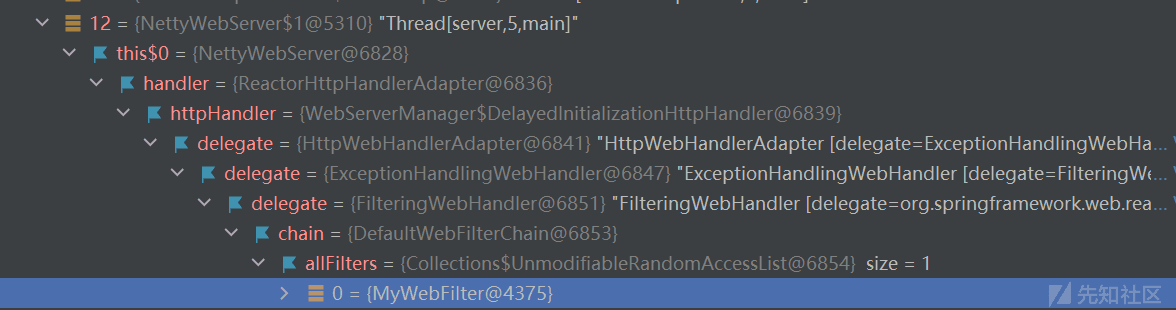 12 = {NettyWebServer$1@5310} "Thread[server,5,main]"
this$0 = {NettyWebServer@6828}
handler = {ReactorHttpHandlerAdapter@6836}
httpHandler = {WebServerManager$DelayedInitializationHttpHandler@6839}
delegate = {HttpWebHandlerAdapter@6841} "HttpWebHandlerAdapter [delegate=ExceptionHandlingWebHa...
delegate = {ExceptionHandlingWebHandler@6847} "ExceptionHandlingWebHandler [delegate=FilteringWe...
delegate = {FilteringWebHandler@6851} "FilteringWebHandler [delegate=org.springframework.web.rea...
chain = {DefaultWebFilterChain@6853}
allFilters = {Collections$UnmodifiableRandomAccessList@6854} size = 1
0 = {MyWebFilter@4375}
先知社区